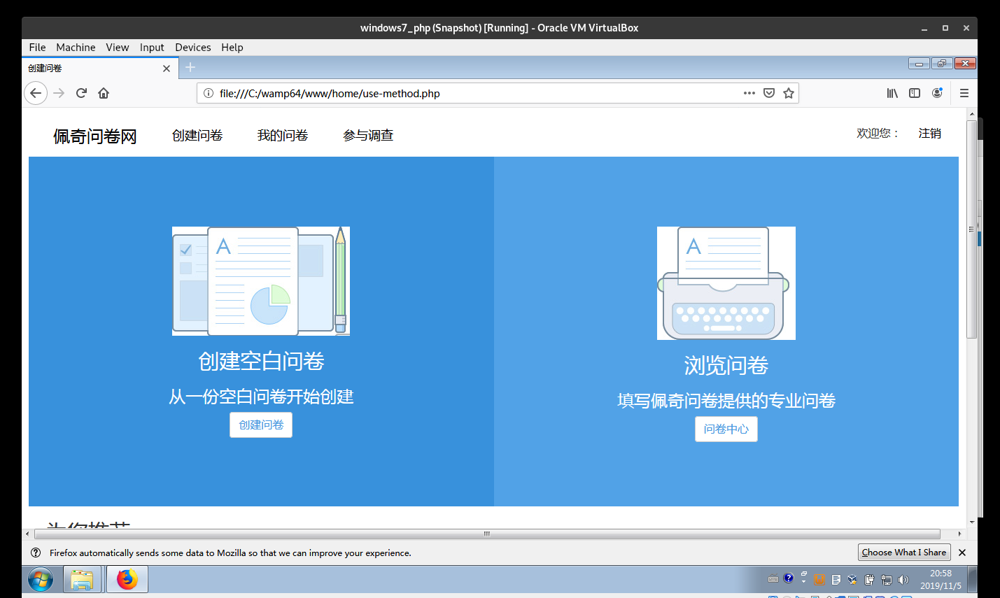 windows7_php (Snapshot) [Running] - Oracle VM VirtualBox
File Machine View Input Devices Help
创建问卷
file:///C:/wamp64/www/home/use-method.php
佩奇问卷网 创建问卷 我的问卷 参与调查 欢迎您： 注销
A
A
创建空白问卷
从一份空白问卷开始创建
创建问卷
浏览问卷
填写佩奇问卷提供的专业问卷
问卷中心
为您推荐
Firefox automatically sends some data to Mozilla so that we can improve your experience.
Choose What I Share
20:58
2019/11/5